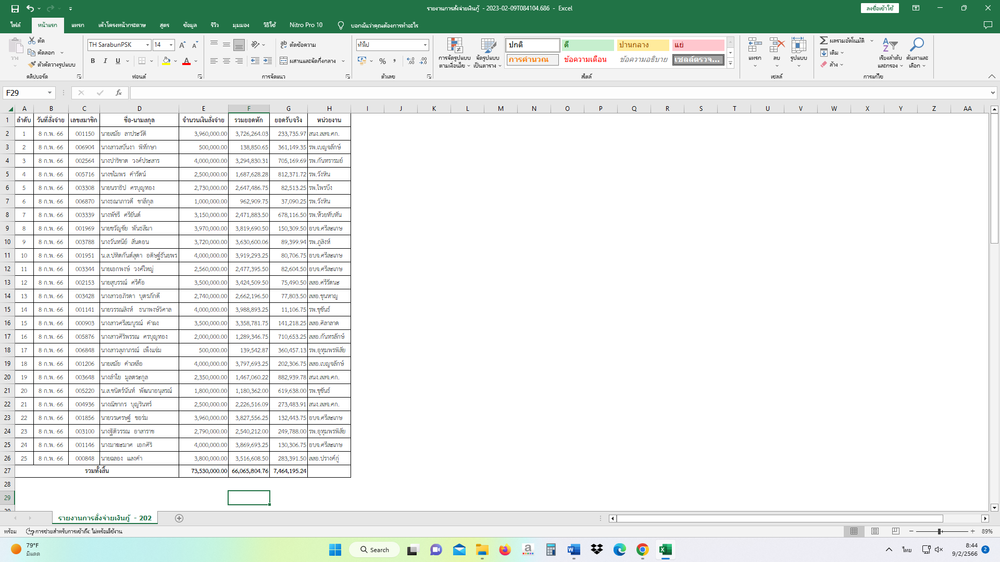 รายงานการสั่งจ่ายเงินกู้ - 2023-02-09T084104.686 - Excel
ลงชื่อเข้าใช้
ไฟล์ หน้าแรก แทรก เค้าโครงหน้ากระดาษ สูตร ข้อมูล รีวิว มุมมอง วิธีใช้ Nitro Pro 10 บอกฉันว่าคุณต้องการทำอะไร
วาง ตัด คัดลอก ตัวคัดวางรูปแบบ คลิปบอร์ด
TH SarabunPSK 14 B I U ฟอนต์
ตัดข้อความ ผสานและจัดกึ่งกลาง การจัดแนว
ทั่วไป % ตัวเลข
การจัดรูปแบบตามเงื่อนไข จัดรูปแบบเป็นตาราง ปกติ ดี ปานกลาง แย่
การคำนวณ ข้อความเตือน ข้อความอธิบาย เซลล์ตรวจ... สไตล์
แทรก ลบ รูปแบบ เซลล์
ผลรวมอัตโนมัติ เติม ล้าง เรียงลำดับและกรอง ค้นหาและเลือก การแก้ไข
F29 fx
A B C D E F G H I J K L M N O P Q R S T U V W X Y Z AA
1 ลำดับ วันที่สั่งจ่าย เลขสมาชิก ชื่อ-นามสกุล จำนวนเงินสั่งจ่าย รวมยอดหัก ยอดรับจริง หน่วยงาน
2 1 8 ก.พ. 66 001150 นายสมัย ลาประวัติ 3,960,000.00 3,726,264.03 233,735.97 สนง.สสจ.ศก.
3 2 8 ก.พ. 66 006904 นางสาวสบันงา พิทักษา 500,000.00 138,850.65 361,149.35 รพ.เบญจลักษ์
4 3 8 ก.พ. 66 002564 นางปาริชาต วงศ์ประสาร 4,000,000.00 3,294,830.31 705,169.69 รพ.กันทรารมย์
5 4 8 ก.พ. 66 005716 นางชไมพร คำรัตน์ 2,500,000.00 1,687,628.28 812,371.72 รพ.วังหิน
6 5 8 ก.พ. 66 003308 นายนราธิป ศรบุญทอง 2,730,000.00 2,647,486.75 82,513.25 รพ.ไพรบึง
7 6 8 ก.พ. 66 006870 นางธณาภาวดี ชาลีกุล 1,000,000.00 962,909.75 37,090.25 รพ.วังหิน
8 7 8 ก.พ. 66 003339 นางพัชรี ศรียันต์ 3,150,000.00 2,471,883.50 678,116.50 รพ.ห้วยทับทัน
9 8 8 ก.พ. 66 001969 นายขวัญชัย พันธสีมา 3,970,000.00 3,819,690.50 150,309.50 อบจ.ศรีสะเกษ
10 9 8 ก.พ. 66 003788 นางวันทนีย์ สันดอน 3,720,000.00 3,630,600.06 89,399.94 รพ.ภูสิงห์
11 10 8 ก.พ. 66 001951 น.ส.ปทิตกันต์สุดา อดิษฐ์ธันยพร 4,000,000.00 3,919,293.25 80,706.75 อบจ.ศรีสะเกษ
12 11 8 ก.พ. 66 003344 นายเอกพงษ์ วงศ์ใหญ่ 2,560,000.00 2,477,395.50 82,604.50 อบจ.ศรีสะเกษ
13 12 8 ก.พ. 66 002153 นายสุบรรณ์ ศรีค้อ 3,500,000.00 3,424,509.50 75,490.50 สสอ.ศรีรัตนะ
14 13 8 ก.พ. 66 003428 นางสาวอภิรดา บุตรภักดี 2,740,000.00 2,662,196.50 77,803.50 สสอ.ขุนหาญ
15 14 8 ก.พ. 66 001141 นายวรรณสิงห์ ธนาพงษ์วิศาล 4,000,000.00 3,988,893.25 11,106.75 รพ.ขุขันธ์
16 15 8 ก.พ. 66 000903 นางสาวศรีสมบูรณ์ คำผง 3,500,000.00 3,358,781.75 141,218.25 สสอ.ศิลาลาด
17 16 8 ก.พ. 66 005876 นางสาวศิริพรรณ ศรบุญทอง 2,000,000.00 1,289,346.75 710,653.25 สสอ.กันทรลักษ์
18 17 8 ก.พ. 66 006848 นางสาวสุภาภรณ์ เพ็งแจ่ม 500,000.00 139,542.87 360,457.13 รพ.อุทุมพรพิสัย
19 18 8 ก.พ. 66 001206 นายสมัย คำเหลือ 4,000,000.00 3,797,693.25 202,306.75 สสอ.เบญจลักษ์
20 19 8 ก.พ. 66 003648 นางลำใย มูลตระกูล 2,350,000.00 1,467,060.22 882,939.78 สนง.สสจ.ศก.
21 20 8 ก.พ. 66 005220 น.ส.ชนิตร์นันท์ พัฒนาอนุสรณ์ 1,800,000.00 1,180,362.00 619,638.00 รพ.ขุขันธ์
22 21 8 ก.พ. 66 004936 นางณิชากร บุญรินทร์ 2,500,000.00 2,226,516.09 273,483.91 สนง.สสจ.ศก.
23 22 8 ก.พ. 66 001856 นายวรเศรษฐ์ ขอร่ม 3,960,000.00 3,827,556.25 132,443.75 อบจ.ศรีสะเกษ
24 23 8 ก.พ. 66 003100 นางฐิติวรรณ อาสาราช 2,790,000.00 2,540,212.00 249,788.00 รพ.อุทุมพรพิสัย
25 24 8 ก.พ. 66 001146 นางมาฆะมาศ เอกศิริ 4,000,000.00 3,869,693.25 130,306.75 อบจ.ศรีสะเกษ
26 25 8 ก.พ. 66 000848 นายฉลอง แสงคำ 3,800,000.00 3,516,608.50 283,391.50 สสอ.ปรางค์กู่
27 รวมทั้งสิ้น 73,530,000.00 66,065,804.76 7,464,195.24
28
29
รายงานการสั่งจ่ายเงินกู้ - 202
พร้อม การช่วยสำหรับการเข้าถึง: ไม่พร้อมใช้งาน 89%
79°F
มีแดด
Search
ไทย
8:44
9/2/2566
2